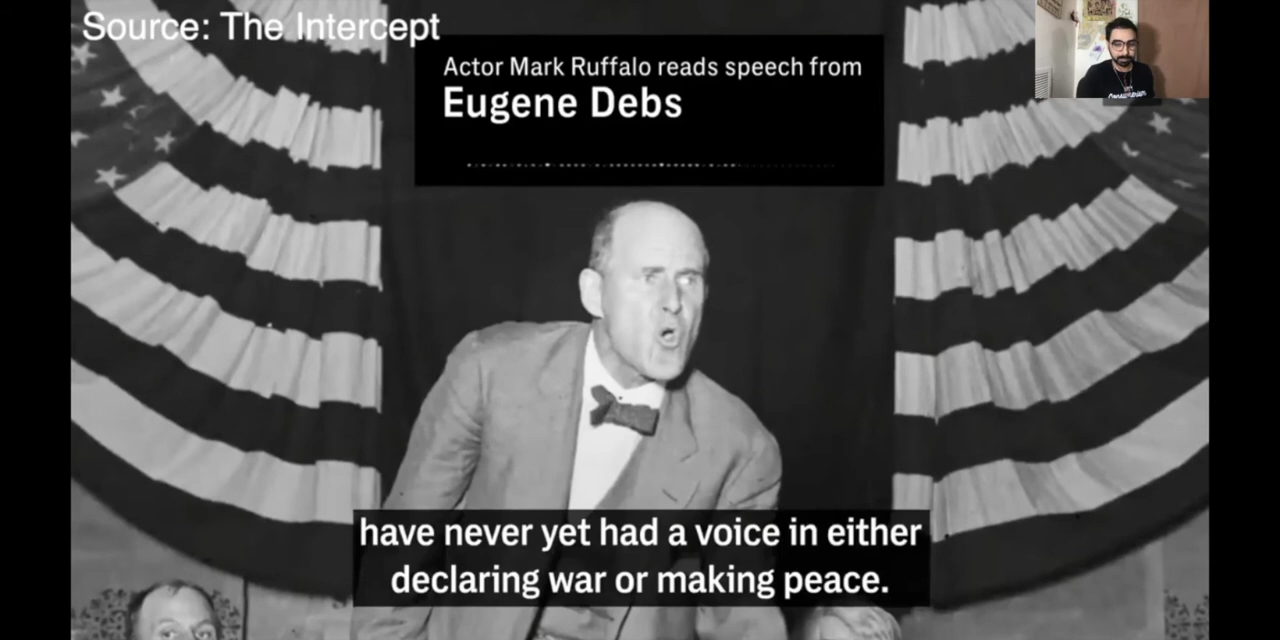 Source: The Intercept
Actor Mark Ruffalo reads speech from
Eugene Debs
have never yet had a voice in either
declaring war or making peace.